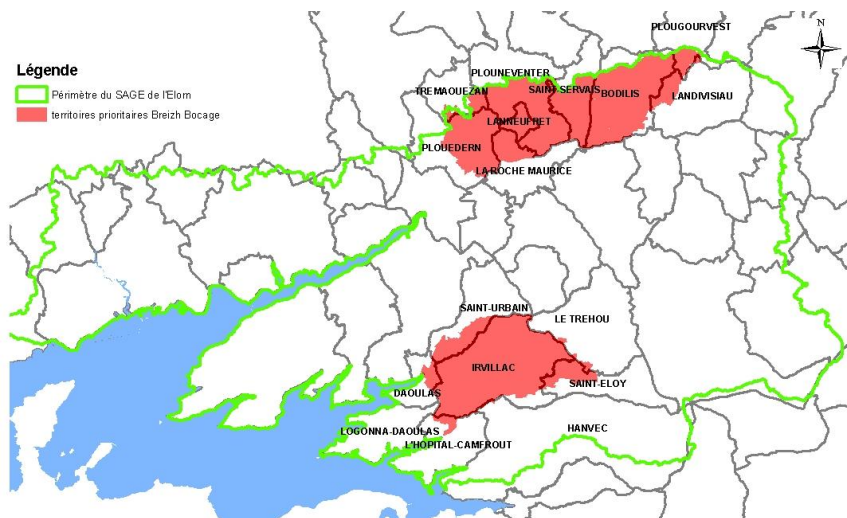 PLOUGOURVEST
N
Légende
PLOUNEVENTER
Périmètre du SAGE de l'Elorn
TREMAOUEZAN
SAINT SERVAIS
BODILIS
LANDIVISIAU
territoires prioritaires Breizh Bocage
LANNEUFRET
PLOUEDERN
LA ROCHE MAURICE
SAINT-URBAIN
LE TREHOU
IRVILLAC
SAINT-ELOY
DAOULAS
LOGONNA-DAOULAS
HANVEC
L'HOPITAL-CAMFROUT